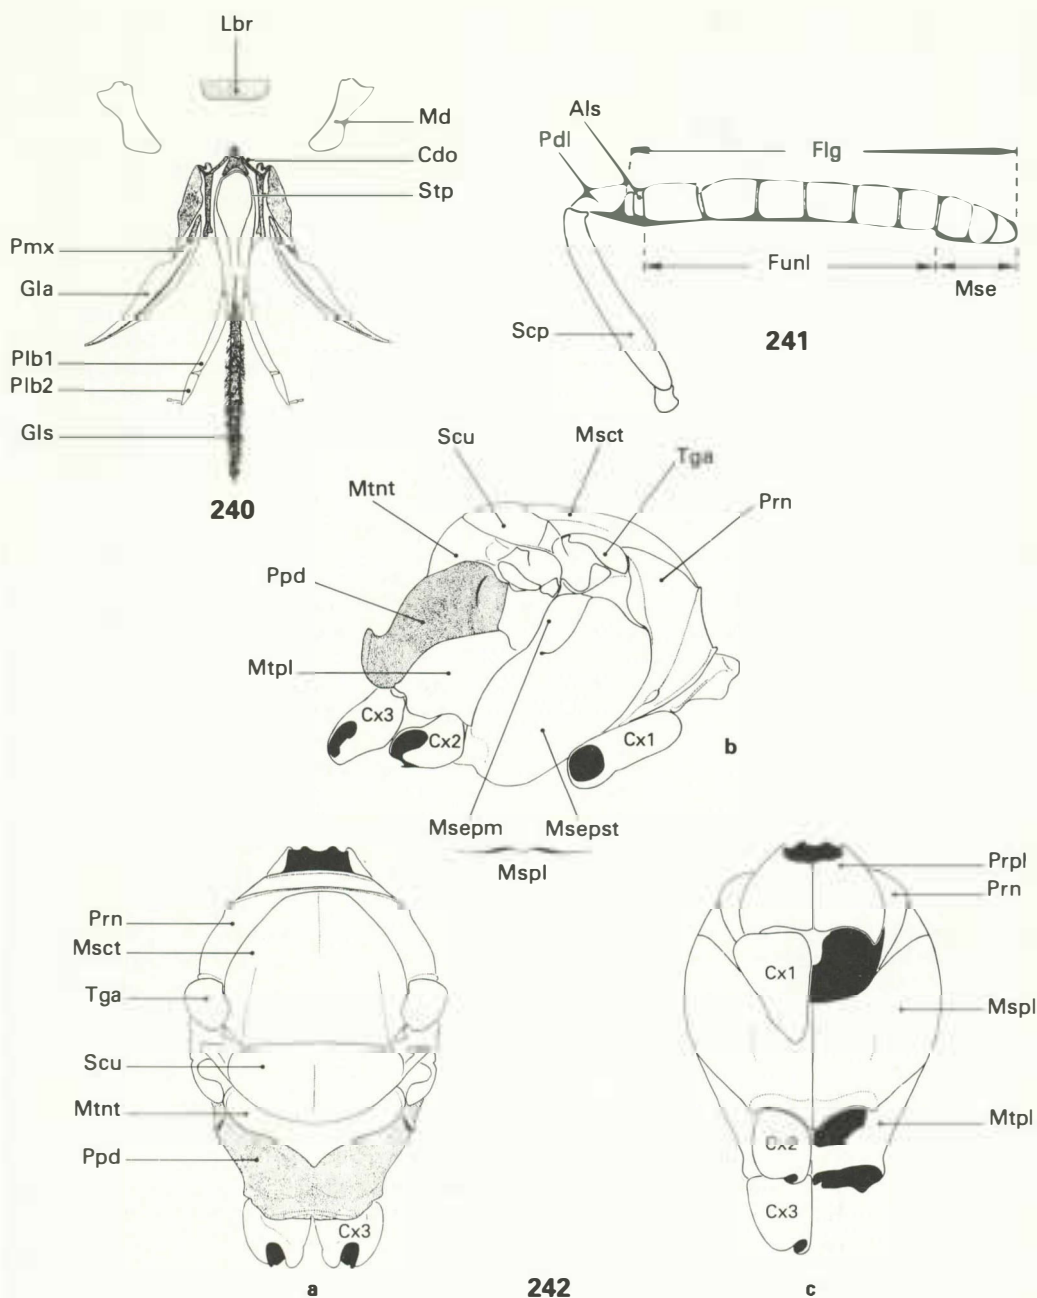 Lbr
Md
Cdo
Stp
Pmx
Gla
Plb1
Plb2
Gls
240
Als
Pdl
Flg
Funl
Mse
Scp
241
Scu
Msct
Tga
Mtnt
Prn
Ppd
Mtpl
Cx3
Cx2
Cx1
b
Msepm
Msepst
Mspl
Prn
Msct
Tga
Scu
Mtnt
Ppd
Cx3
a
242
Prpl
Prn
Cx1
Mspl
Mtpl
Cx2
Cx3
c